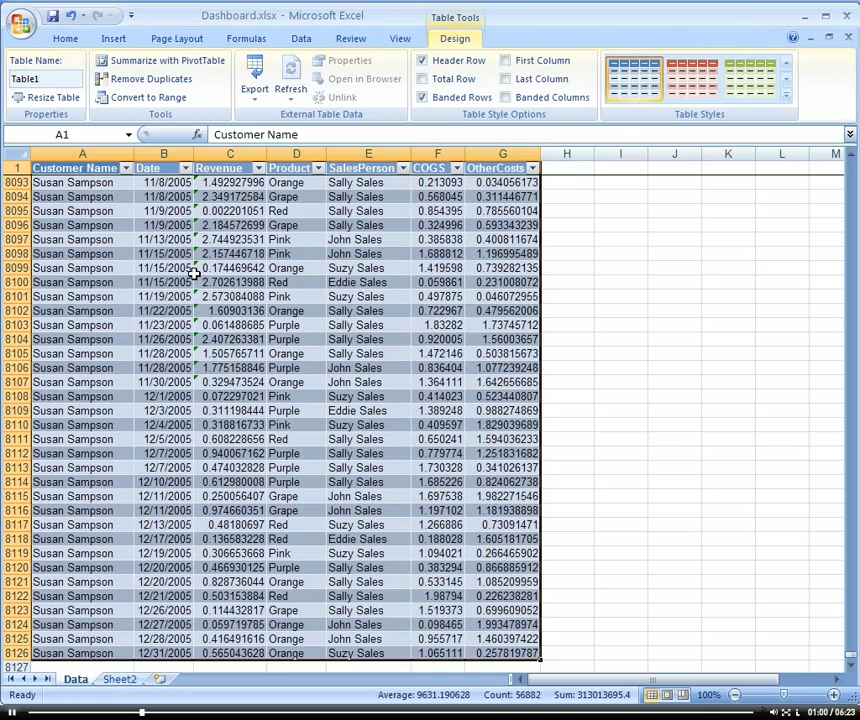 Dashboard.xlsx - Microsoft Excel
Table Tools
Home Insert Page Layout Formulas Data Review View Design
Table Name:
Table1
Resize Table
Properties
Summarize with PivotTable
Remove Duplicates
Convert to Range
Tools
Export Refresh
Properties
Open in Browser
Unlink
External Table Data
Header Row First Column
Total Row Last Column
Banded Rows Banded Columns
Table Style Options
Table Styles
A1 fx Customer Name
A B C D E F G H I J K L M
1 Customer Name Date Revenue Product SalesPerson COGS OtherCosts
8093 Susan Sampson 11/8/2005 1.492927996 Orange Sally Sales 0.213093 0.034056173
8094 Susan Sampson 11/8/2005 2.349172584 Grape Sally Sales 0.568045 0.311446771
8095 Susan Sampson 11/9/2005 0.002201051 Red Sally Sales 0.854395 0.785560104
8096 Susan Sampson 11/9/2005 2.184572699 Grape Sally Sales 0.324996 0.593343239
8097 Susan Sampson 11/13/2005 2.744923531 Pink John Sales 0.385838 0.400811674
8098 Susan Sampson 11/15/2005 2.157446718 Pink John Sales 1.688812 1.196995489
8099 Susan Sampson 11/15/2005 0.174469642 Orange Suzy Sales 1.419598 0.739282135
8100 Susan Sampson 11/15/2005 2.702613988 Red Eddie Sales 0.059861 0.231008072
8101 Susan Sampson 11/19/2005 2.573084088 Pink Suzy Sales 0.497875 0.046072955
8102 Susan Sampson 11/22/2005 1.60903136 Orange Suzy Sales 0.722967 0.479562006
8103 Susan Sampson 11/23/2005 0.061488685 Purple Suzy Sales 1.83282 1.73745712
8104 Susan Sampson 11/26/2005 2.407263381 Purple Sally Sales 0.920005 1.56003657
8105 Susan Sampson 11/28/2005 1.505765711 Orange Sally Sales 1.472146 0.503815673
8106 Susan Sampson 11/28/2005 1.775158846 Purple John Sales 0.836404 1.077239248
8107 Susan Sampson 11/30/2005 0.329473524 Orange John Sales 1.364111 1.642656685
8108 Susan Sampson 12/1/2005 0.072297021 Pink Suzy Sales 0.414023 0.523440807
8109 Susan Sampson 12/3/2005 0.311198444 Purple Eddie Sales 1.389248 0.988274869
8110 Susan Sampson 12/4/2005 0.318816733 Pink Suzy Sales 0.409597 1.829039689
8111 Susan Sampson 12/5/2005 0.608228656 Red Sally Sales 0.650241 1.594036233
8112 Susan Sampson 12/7/2005 0.940067162 Purple Sally Sales 0.779774 1.251831682
8113 Susan Sampson 12/7/2005 0.474032828 Purple Sally Sales 1.730328 0.341026137
8114 Susan Sampson 12/10/2005 0.612980008 Purple Sally Sales 1.685226 0.824062738
8115 Susan Sampson 12/11/2005 0.250056407 Grape John Sales 1.697538 1.982271546
8116 Susan Sampson 12/11/2005 0.974660351 Grape John Sales 1.197102 1.181938898
8117 Susan Sampson 12/13/2005 0.48180697 Red Suzy Sales 1.266886 0.73091471
8118 Susan Sampson 12/17/2005 0.136583228 Red Eddie Sales 0.188028 1.605181705
8119 Susan Sampson 12/19/2005 0.306653668 Pink Suzy Sales 1.094021 0.266465902
8120 Susan Sampson 12/20/2005 0.466930125 Purple Sally Sales 0.383294 0.866885912
8121 Susan Sampson 12/20/2005 0.828736044 Orange Sally Sales 0.533145 1.085209959
8122 Susan Sampson 12/21/2005 0.503153884 Red Sally Sales 1.98794 0.226238281
8123 Susan Sampson 12/26/2005 0.114432817 Grape Sally Sales 1.519373 0.699609052
8124 Susan Sampson 12/27/2005 0.059719785 Orange John Sales 0.098465 1.993478974
8125 Susan Sampson 12/28/2005 0.416491616 Orange John Sales 0.955717 1.460397422
8126 Susan Sampson 12/31/2005 0.565043628 Orange Suzy Sales 1.065111 0.257819787
8127
Data Sheet2
Ready Average: 9631.190628 Count: 56882 Sum: 313013695.4 100%
01:00 / 06:23